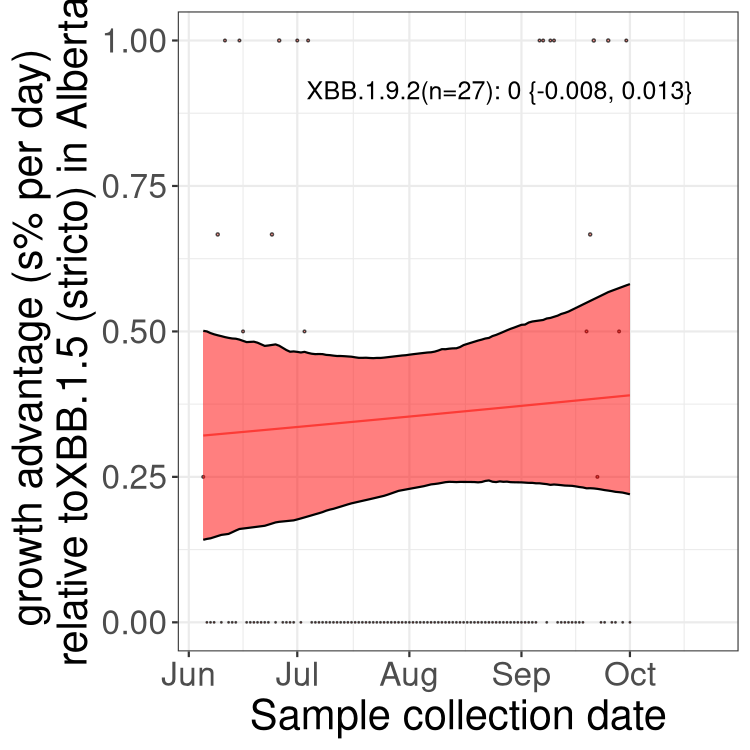 growth advantage (s% per day)
relative toXBB.1.5 (stricto) in Alberta
1.00
XBB.1.9.2(n=27): 0 {-0.008, 0.013}
0.75
0.50
0.25
0.00
Jun Jul Aug Sep Oct
Sample collection date